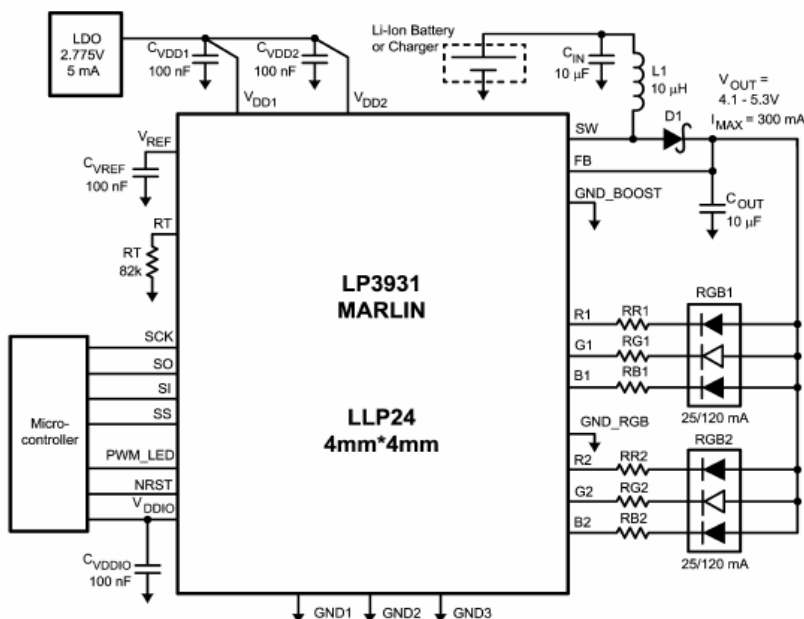 LDO
2.775V
5 mA
CVDD1
100 nF
CVDD2
100 nF
VDD1
VDD2
Li-Ion Battery
or Charger
CIN
10 μF
L1
10 μH
VOUT =
4.1 - 5.3V
IMAX = 300 mA
D1
SW
FB
GND_BOOST
COUT
10 μF
VREF
CVREF
100 nF
RT
RT
82k
LP3931
MARLIN
LLP24
4mm*4mm
RGB1
R1
RR1
G1
RG1
B1
RB1
25/120 mA
GND_RGB
RGB2
R2
RR2
G2
RG2
B2
RB2
25/120 mA
Micro-
controller
SCK
SO
SI
SS
PWM_LED
NRST
VDDIO
CVDDIO
100 nF
GND1
GND2
GND3